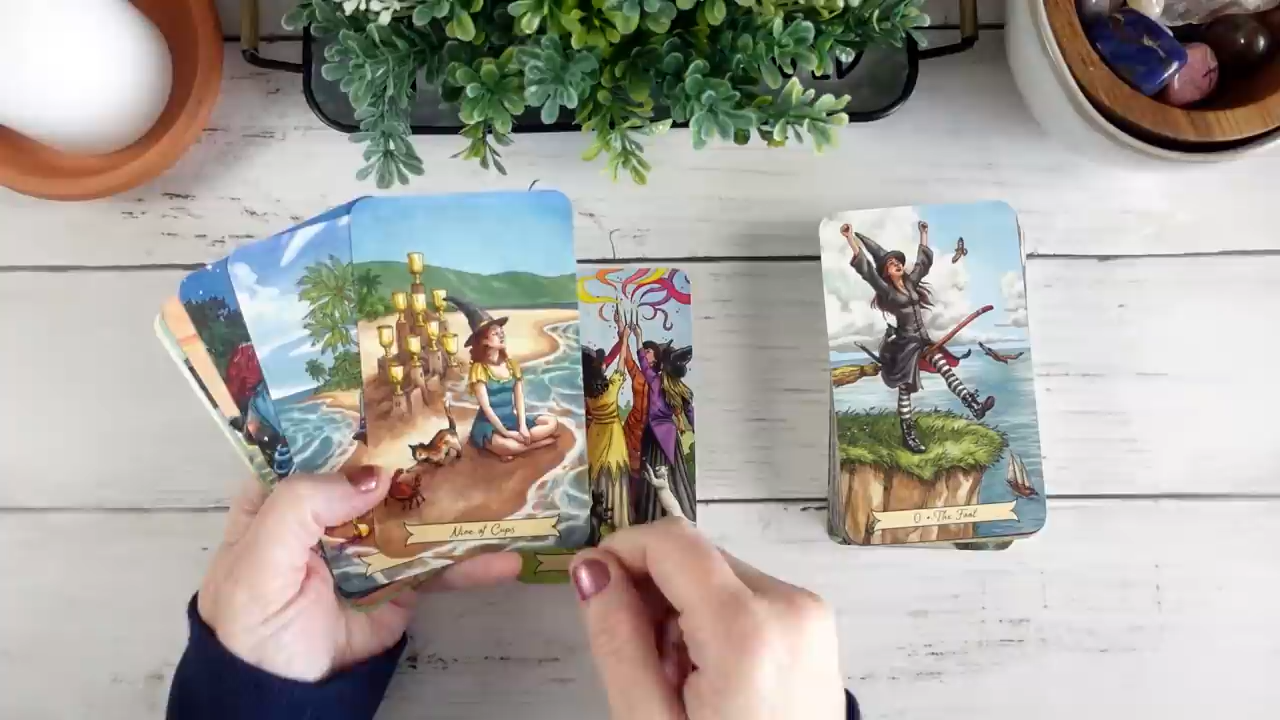 Nine of Cups
0 • The Fool